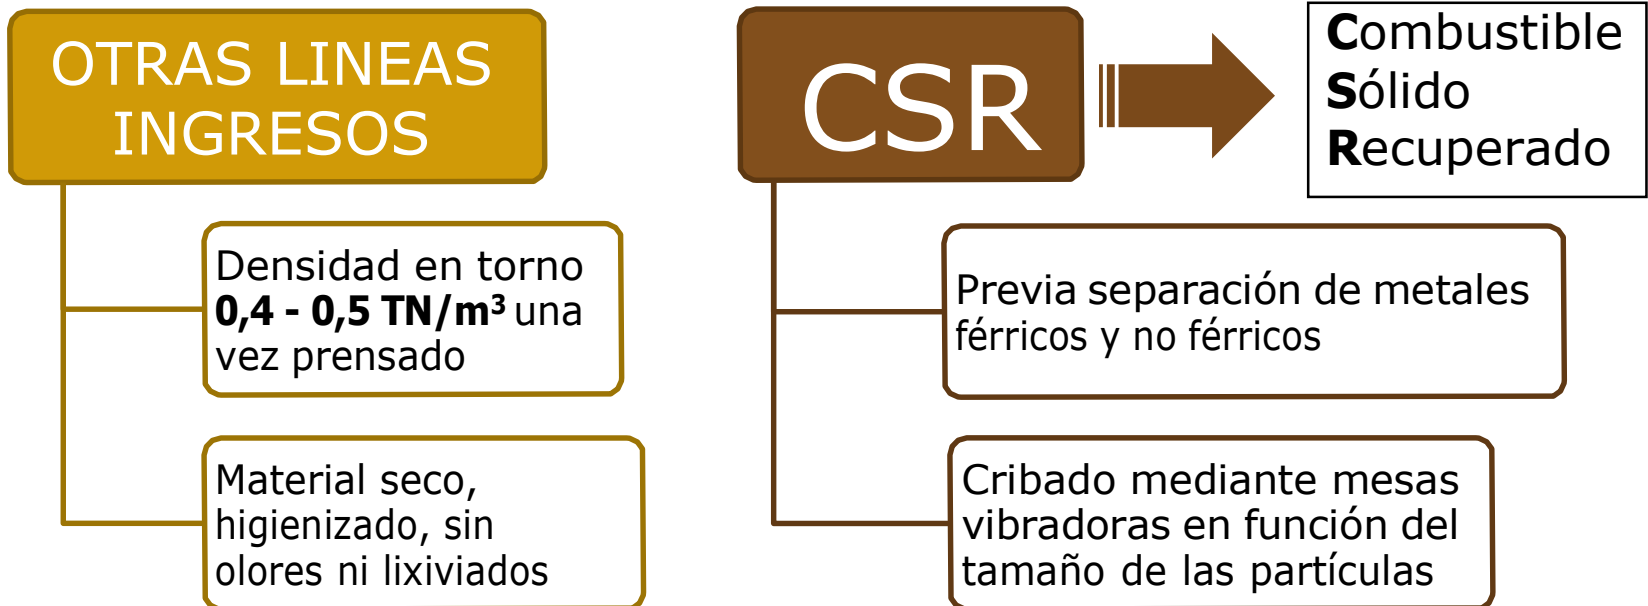 OTRAS LINEAS
INGRESOS
Densidad en torno
0,4 - 0,5 TN/m³ una
vez prensado
Material seco,
higienizado, sin
olores ni lixiviados
CSR
Combustible
Sólido
Recuperado
Previa separación de metales
férricos y no férricos
Cribado mediante mesas
vibradoras en función del
tamaño de las partículas